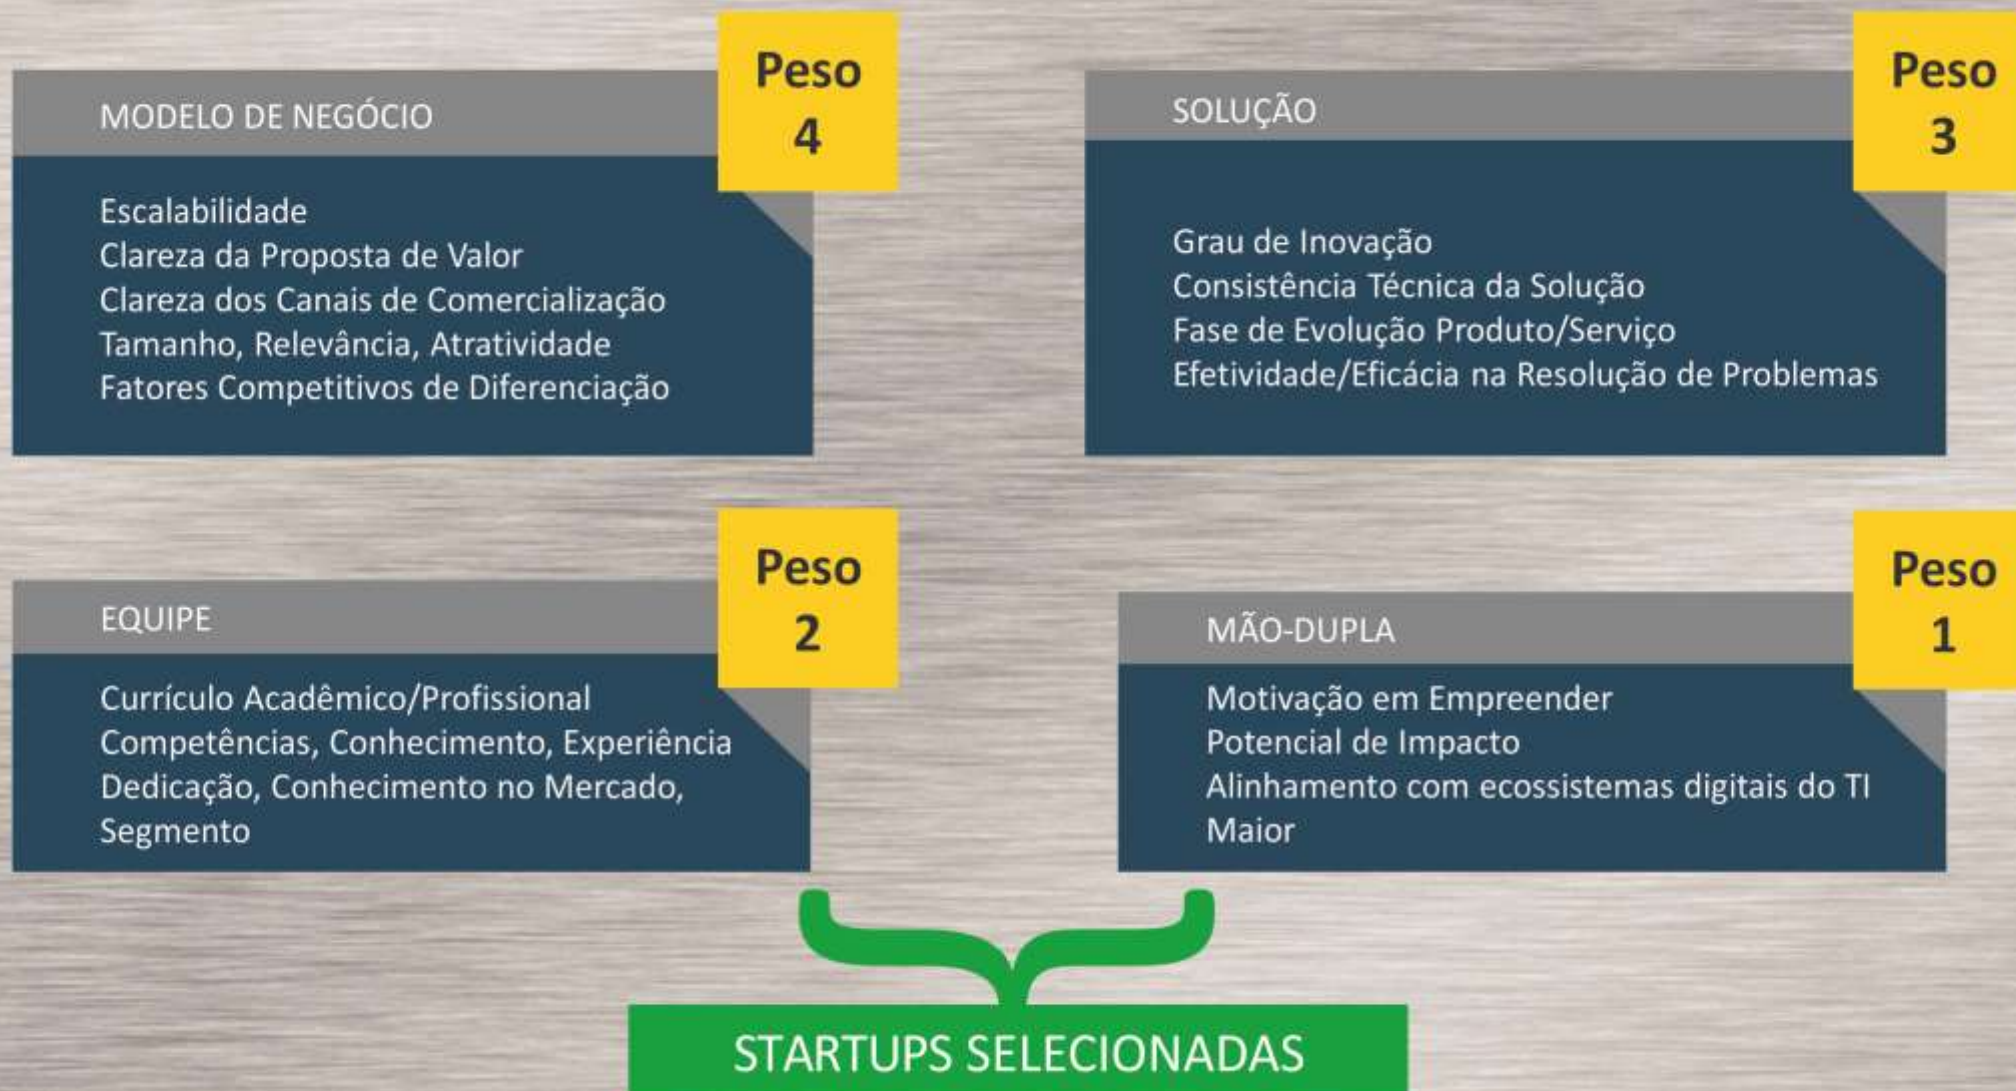 MODELO DE NEGÓCIO
Peso
4
Escalabilidade
Clareza da Proposta de Valor
Clareza dos Canais de Comercialização
Tamanho, Relevância, Atratividade
Fatores Competitivos de Diferenciação
SOLUÇÃO
Peso
3
Grau de Inovação
Consistência Técnica da Solução
Fase de Evolução Produto/Serviço
Efetividade/Eficácia na Resolução de Problemas
EQUIPE
Peso
2
Currículo Acadêmico/Profissional
Competências, Conhecimento, Experiência
Dedicação, Conhecimento no Mercado,
Segmento
MÃO-DUPLA
Peso
1
Motivação em Empreender
Potencial de Impacto
Alinhamento com ecossistemas digitais do TI
Maior
STARTUPS SELECIONADAS